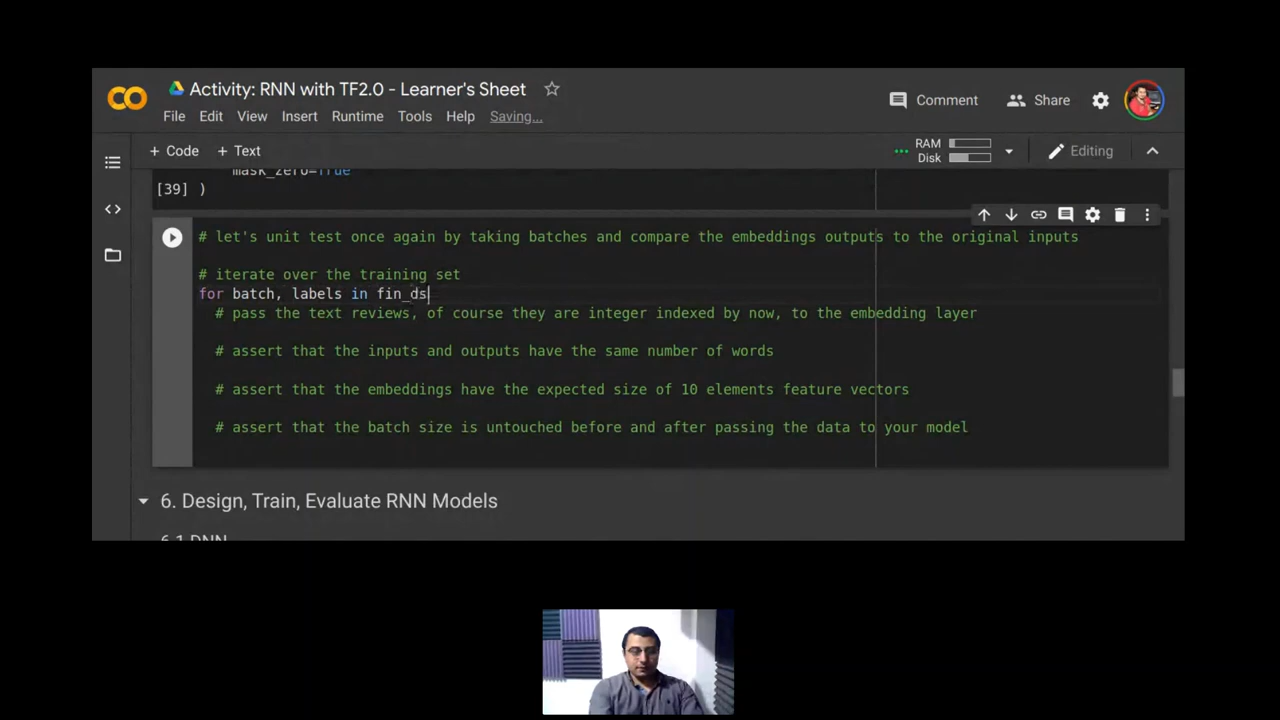 Activity: RNN with TF2.0 - Learner's Sheet
Comment
Share
File Edit View Insert Runtime Tools Help Saving...
+ Code + Text
RAM
Disk
Editing
mask_zero=True
[39] )
# let's unit test once again by taking batches and compare the embeddings outputs to the original inputs
# iterate over the training set
for batch, labels in fin_ds
# pass the text reviews, of course they are integer indexed by now, to the embedding layer
# assert that the inputs and outputs have the same number of words
# assert that the embeddings have the expected size of 10 elements feature vectors
# assert that the batch size is untouched before and after passing the data to your model
6. Design, Train, Evaluate RNN Models